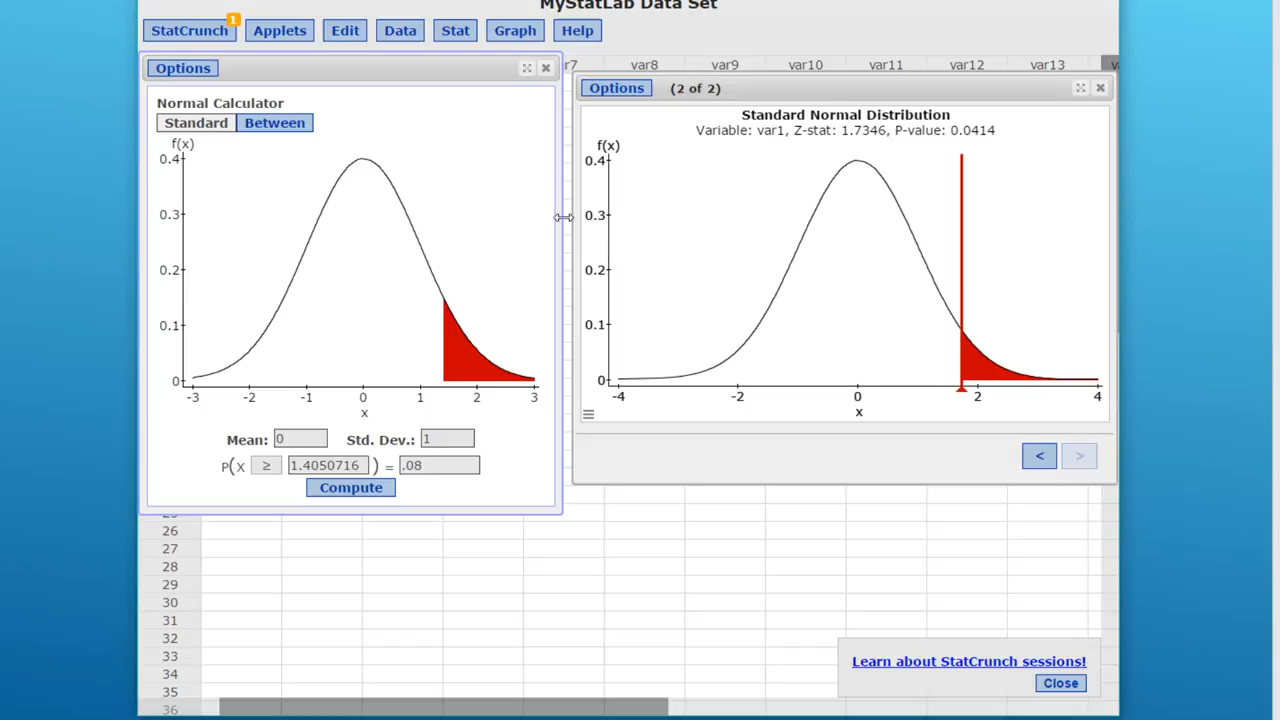 MyStatLab Data Set
StatCrunch 1 Applets Edit Data Stat Graph Help
r7 var8 var9 var10 var11 var12 var13
Options
Normal Calculator
Standard Between
f(x)
0.4
0.3
0.2
0.1
0
-3 -2 -1 0 1 2 3
x
Mean: 0 Std. Dev.: 1
P(X ≥ 1.4050716 ) = .08
Compute
Options (2 of 2)
Standard Normal Distribution
Variable: var1, Z-stat: 1.7346, P-value: 0.0414
f(x)
0.4
0.3
0.2
0.1
0
-4 -2 0 2 4
x
< >
26
27
28
29
30
31
32
33
34
35
36
Learn about StatCrunch sessions!
Close